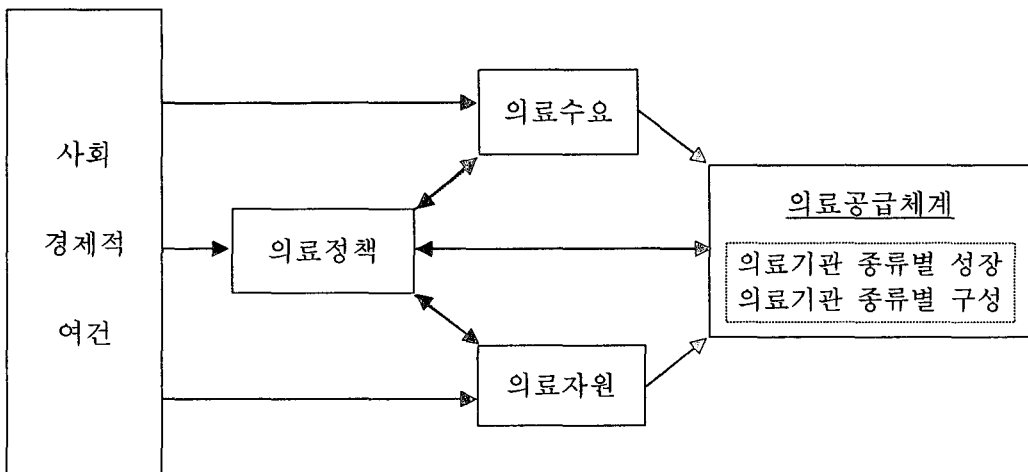 사회
경제적
여건
의료정책
의료수요
의료자원
의료공급체계
의료기관 종류별 성장
의료기관 종류별 구성